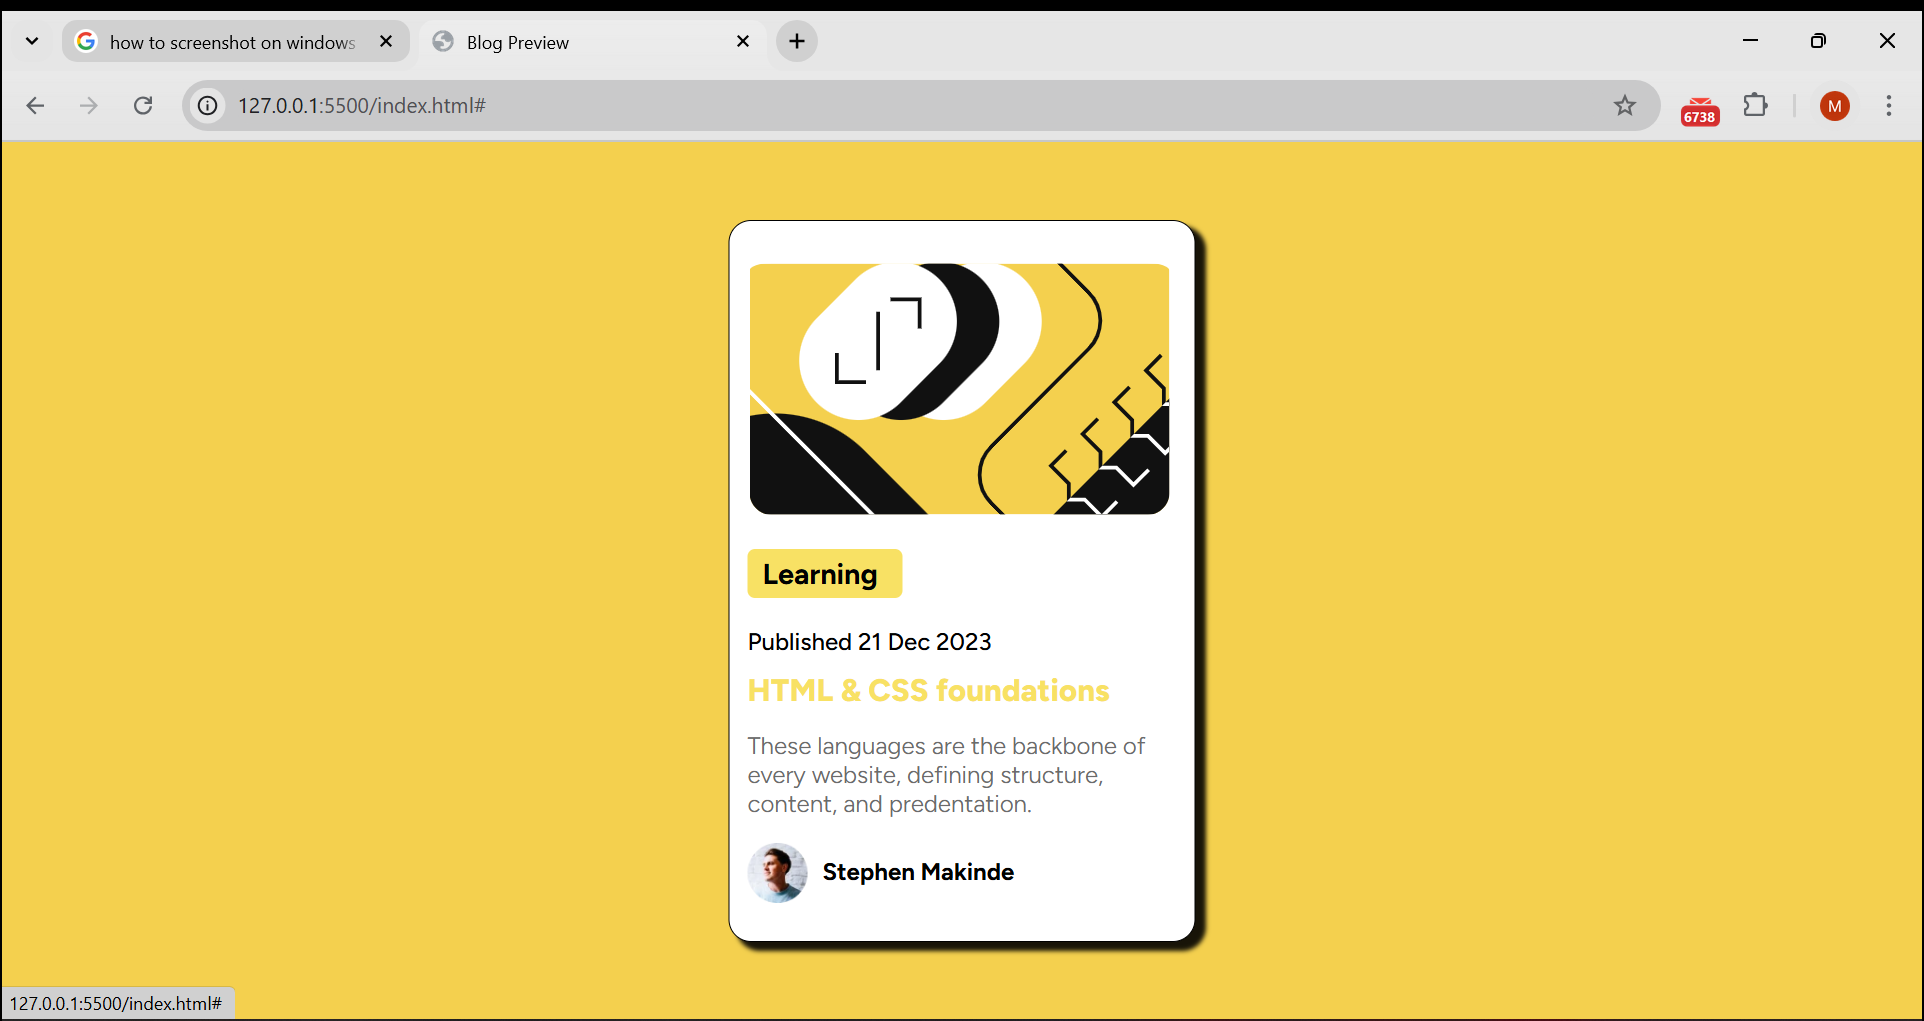 how to screenshot on windows
Blog Preview
127.0.0.1:5500/index.html#
6738
M
Learning
Published 21 Dec 2023
HTML & CSS foundations
These languages are the backbone of
every website, defining structure,
content, and predentation.
Stephen Makinde
127.0.0.1:5500/index.html#